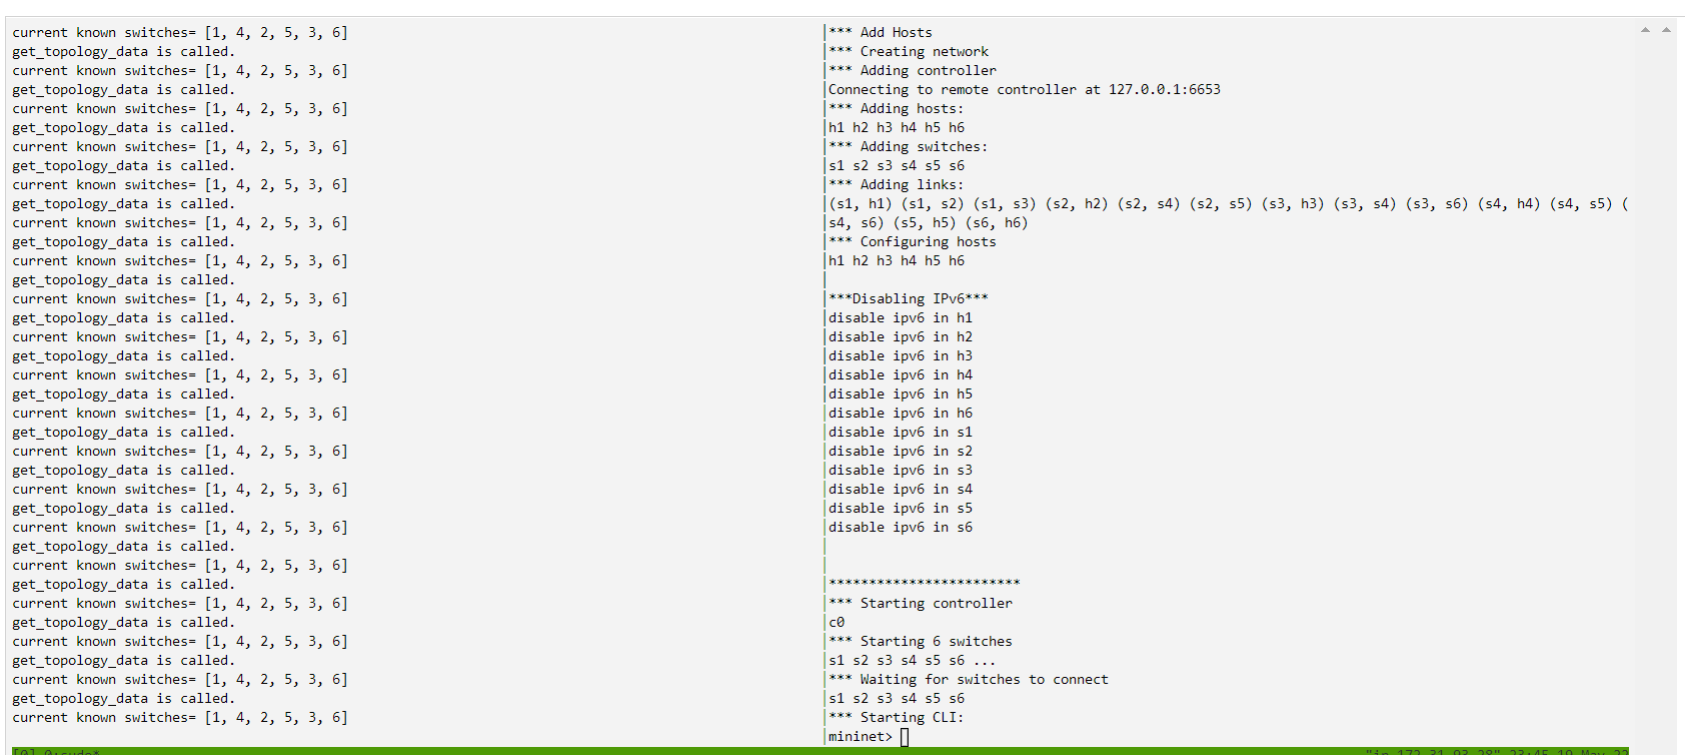 current known switches= [1, 4, 2, 5, 3, 6]
get_topology_data is called.
current known switches= [1, 4, 2, 5, 3, 6]
get_topology_data is called.
current known switches= [1, 4, 2, 5, 3, 6]
get_topology_data is called.
current known switches= [1, 4, 2, 5, 3, 6]
get_topology_data is called.
current known switches= [1, 4, 2, 5, 3, 6]
get_topology_data is called.
current known switches= [1, 4, 2, 5, 3, 6]
get_topology_data is called.
current known switches= [1, 4, 2, 5, 3, 6]
get_topology_data is called.
current known switches= [1, 4, 2, 5, 3, 6]
get_topology_data is called.
current known switches= [1, 4, 2, 5, 3, 6]
get_topology_data is called.
current known switches= [1, 4, 2, 5, 3, 6]
get_topology_data is called.
current known switches= [1, 4, 2, 5, 3, 6]
get_topology_data is called.
current known switches= [1, 4, 2, 5, 3, 6]
get_topology_data is called.
current known switches= [1, 4, 2, 5, 3, 6]
get_topology_data is called.
current known switches= [1, 4, 2, 5, 3, 6]
get_topology_data is called.
current known switches= [1, 4, 2, 5, 3, 6]
get_topology_data is called.
current known switches= [1, 4, 2, 5, 3, 6]
get_topology_data is called.
current known switches= [1, 4, 2, 5, 3, 6]
get_topology_data is called.
current known switches= [1, 4, 2, 5, 3, 6]
get_topology_data is called.
current known switches= [1, 4, 2, 5, 3, 6]
*** Add Hosts
*** Creating network
*** Adding controller
Connecting to remote controller at 127.0.0.1:6653
*** Adding hosts:
h1 h2 h3 h4 h5 h6
*** Adding switches:
s1 s2 s3 s4 s5 s6
*** Adding links:
(s1, h1) (s1, s2) (s1, s3) (s2, h2) (s2, s4) (s2, s5) (s3, h3) (s3, s4) (s3, s6) (s4, h4) (s4, s5) (
s4, s6) (s5, h5) (s6, h6)
*** Configuring hosts
h1 h2 h3 h4 h5 h6
***Disabling IPv6***
disable ipv6 in h1
disable ipv6 in h2
disable ipv6 in h3
disable ipv6 in h4
disable ipv6 in h5
disable ipv6 in h6
disable ipv6 in s1
disable ipv6 in s2
disable ipv6 in s3
disable ipv6 in s4
disable ipv6 in s5
disable ipv6 in s6
************************
*** Starting controller
c0
*** Starting 6 switches
s1 s2 s3 s4 s5 s6 ...
*** Waiting for switches to connect
s1 s2 s3 s4 s5 s6
*** Starting CLI:
mininet>
[0] 0:sudo*
"ip-172-31-93-28" 23:45 19-May-22